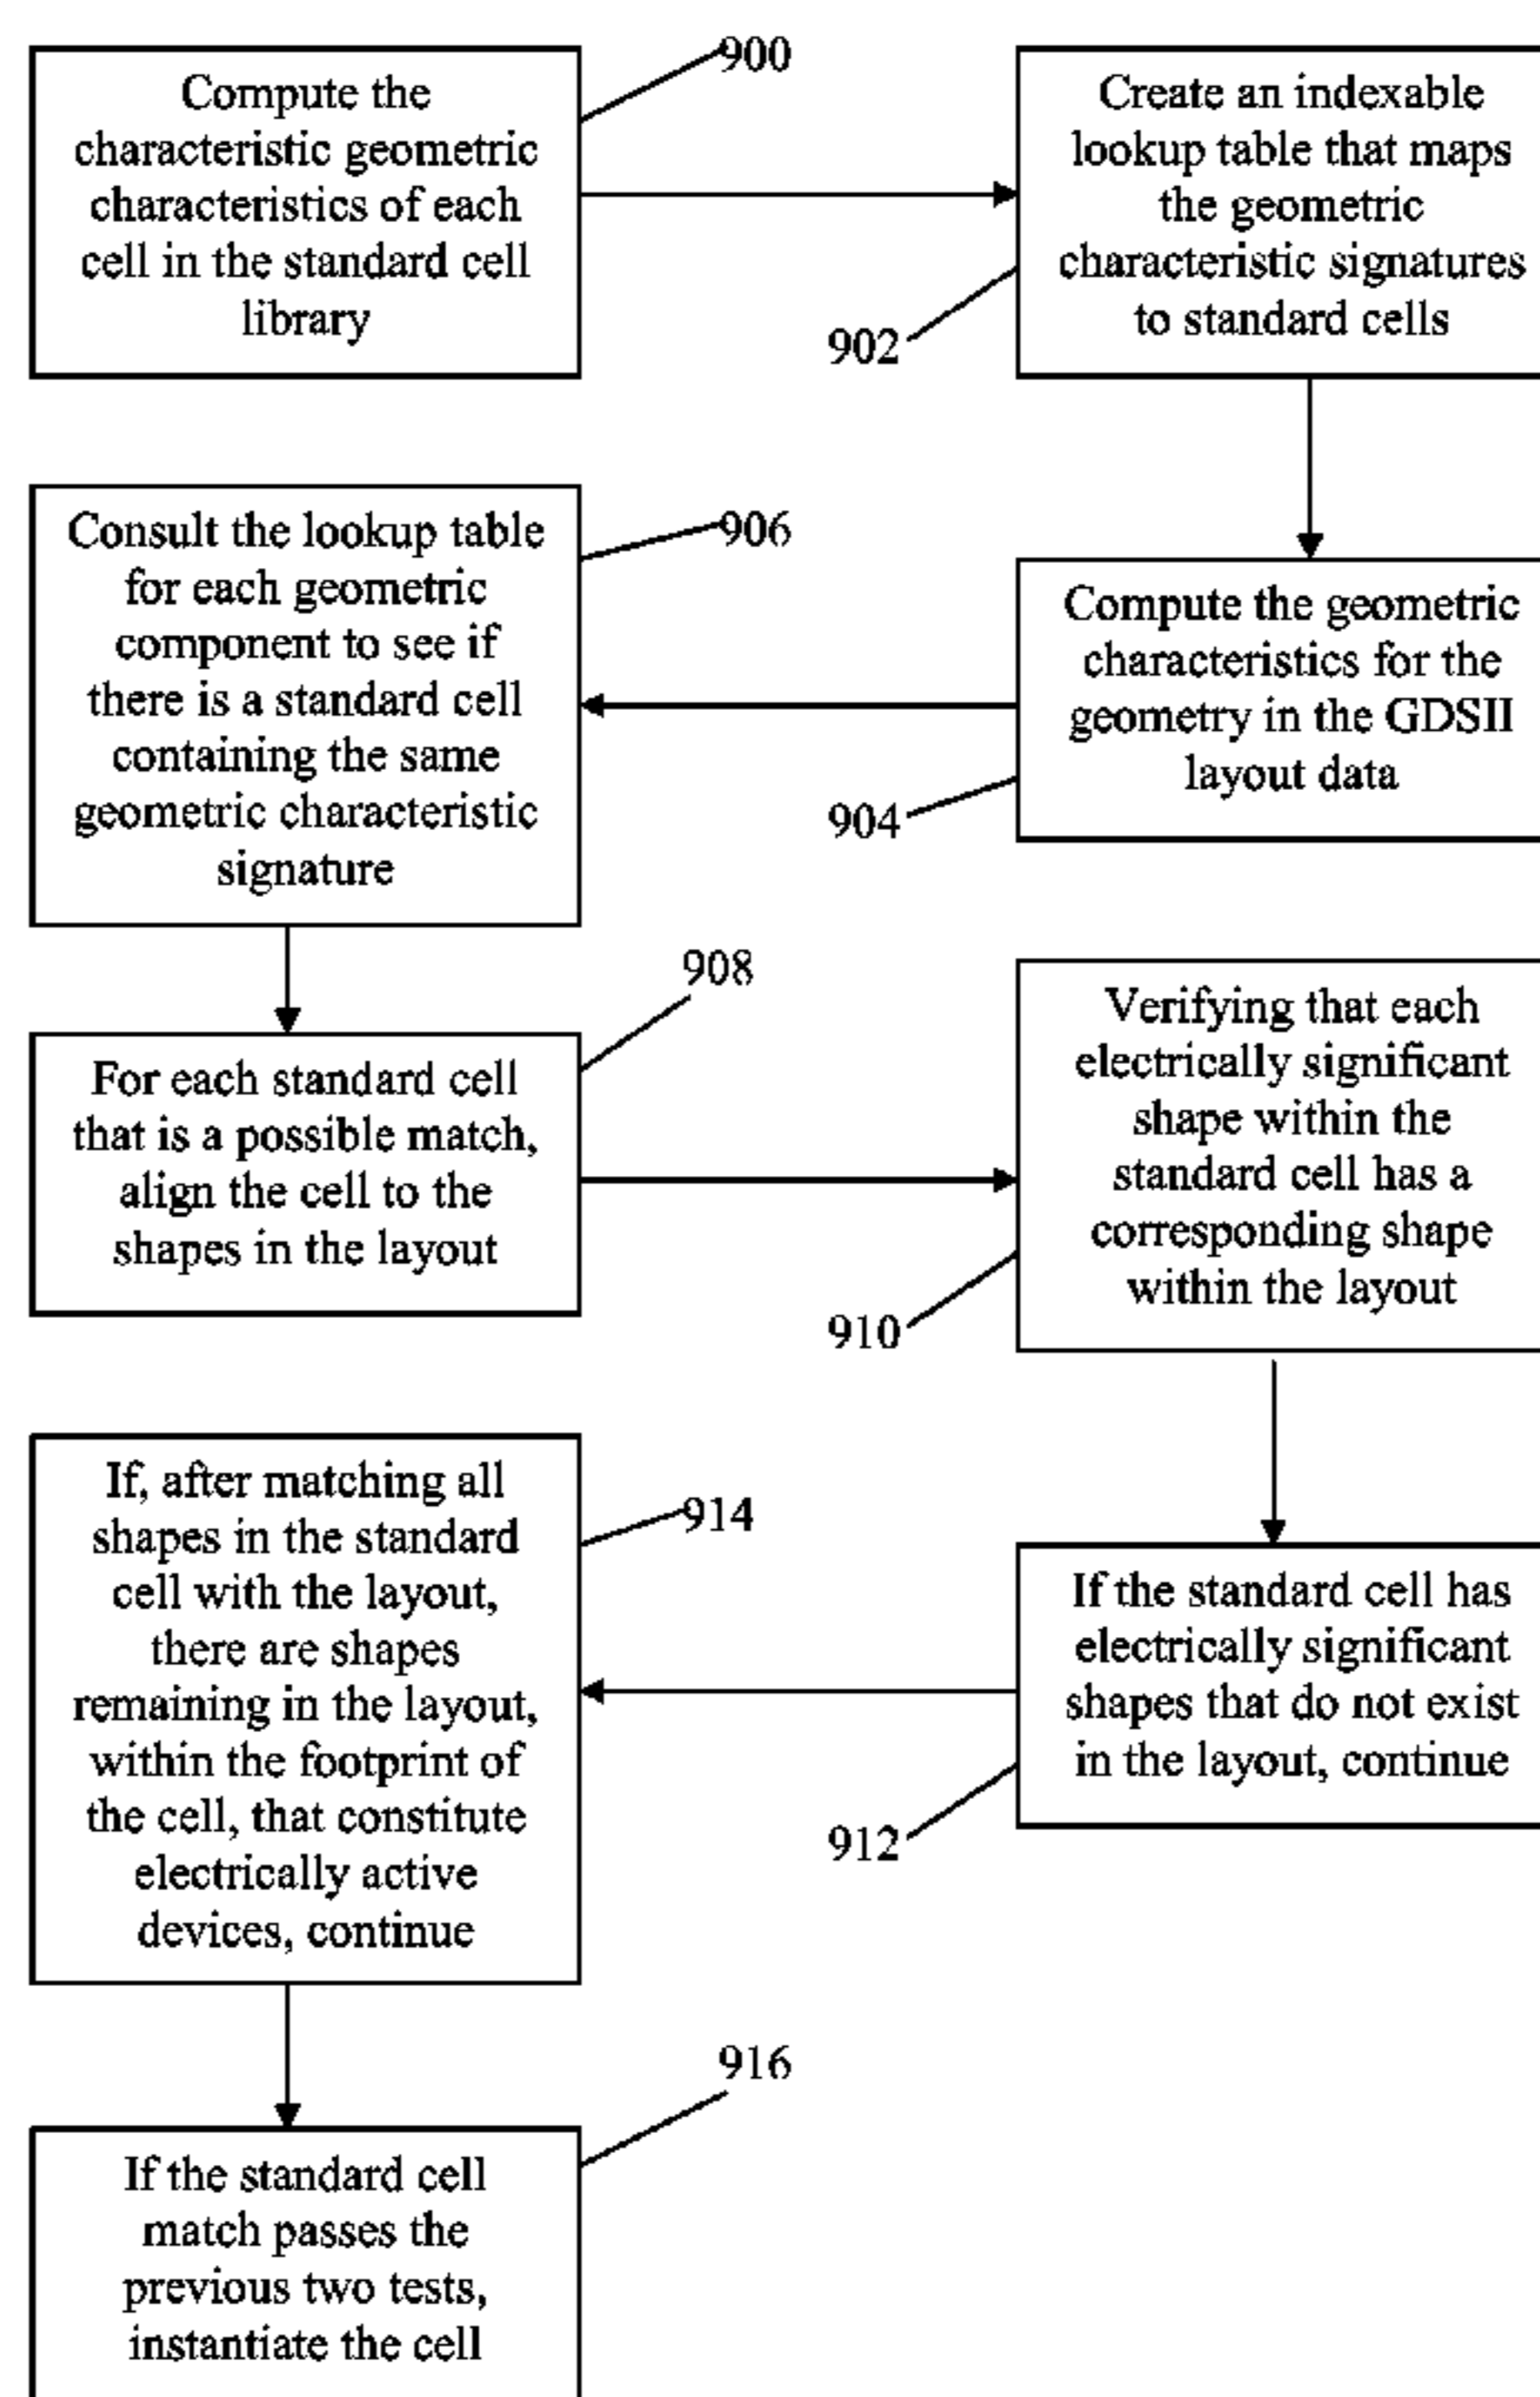 Compute the
characteristic geometric
characteristics of each
cell in the standard cell
library
900
Create an indexable
lookup table that maps
the geometric
characteristic signatures
to standard cells
902
Compute the geometric
characteristics for the
geometry in the GDSII
layout data
904
Consult the lookup table
for each geometric
component to see if
there is a standard cell
containing the same
geometric characteristic
signature
906
For each standard cell
that is a possible match,
align the cell to the
shapes in the layout
908
Verifying that each
electrically significant
shape within the
standard cell has a
corresponding shape
within the layout
910
If the standard cell has
electrically significant
shapes that do not exist
in the layout, continue
912
If, after matching all
shapes in the standard
cell with the layout,
there are shapes
remaining in the layout,
within the footprint of
the cell, that constitute
electrically active
devices, continue
914
If the standard cell
match passes the
previous two tests,
instantiate the cell
916